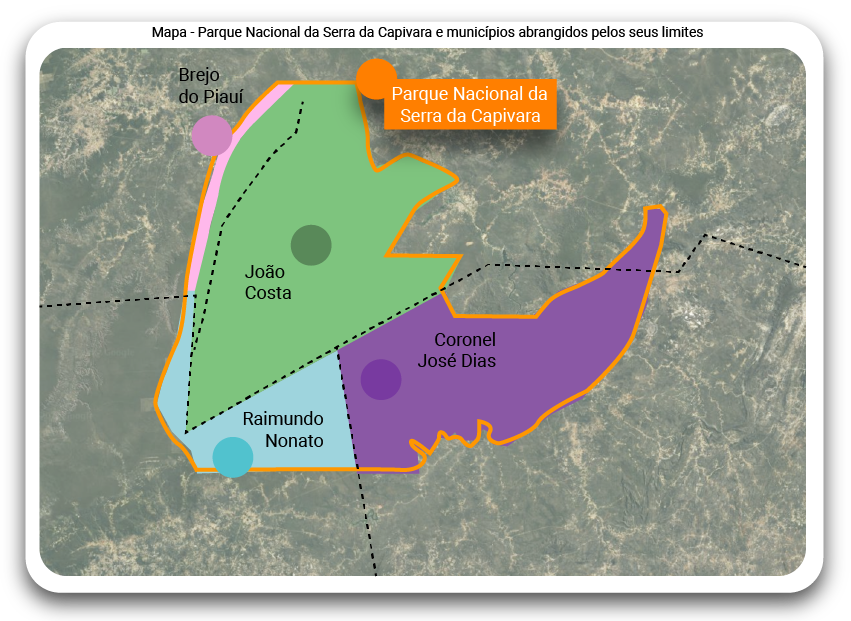 Mapa - Parque Nacional da Serra da Capivara e municípios abrangidos pelos seus limites
Brejo
do Piauí
Parque Nacional da
Serra da Capivara
João
Costa
Coronel
José Dias
Raimundo
Nonato